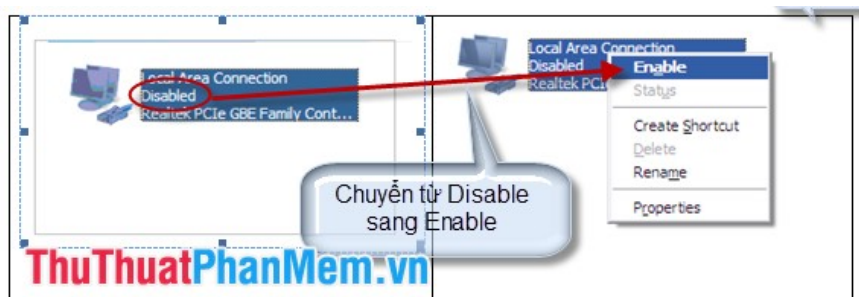 Local Area Connection
Disabled
Realtek PCIe GBE Family Cont...
Local Area Connection
Disabled
Realtek PCI
Enable
Status
Create Shortcut
Delete
Rename
Properties
Chuyển từ Disable
sang Enable
ThuThuatPhanMem.vn